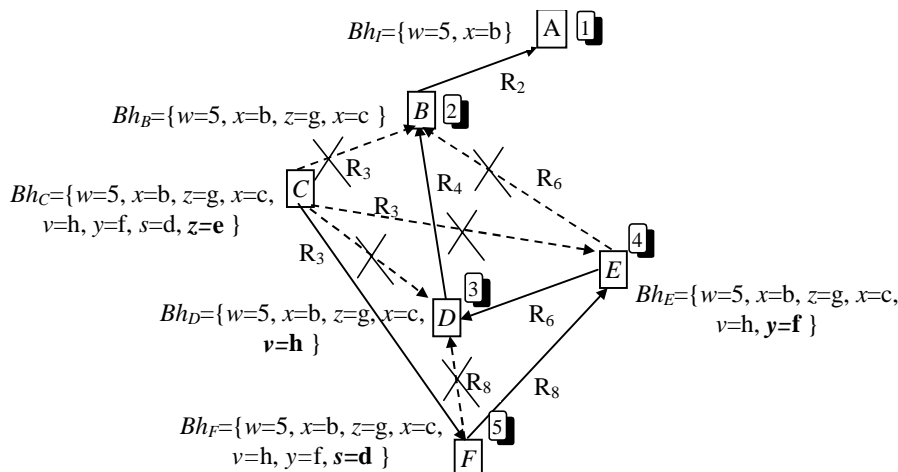 Bh_I={w=5, x=b}
A
1
R₂
Bh_B={w=5, x=b, z=g, x=c }
B
2
R₃
R₄
R₆
Bh_C={w=5, x=b, z=g, x=c,
v=h, y=f, s=d, z=e }
C
R₃
R₃
4
E
3
D
R₆
Bh_D={w=5, x=b, z=g, x=c,
v=h }
Bh_E={w=5, x=b, z=g, x=c,
v=h, y=f }
R₈
R₈
Bh_F={w=5, x=b, z=g, x=c,
v=h, y=f, s=d }
5
F